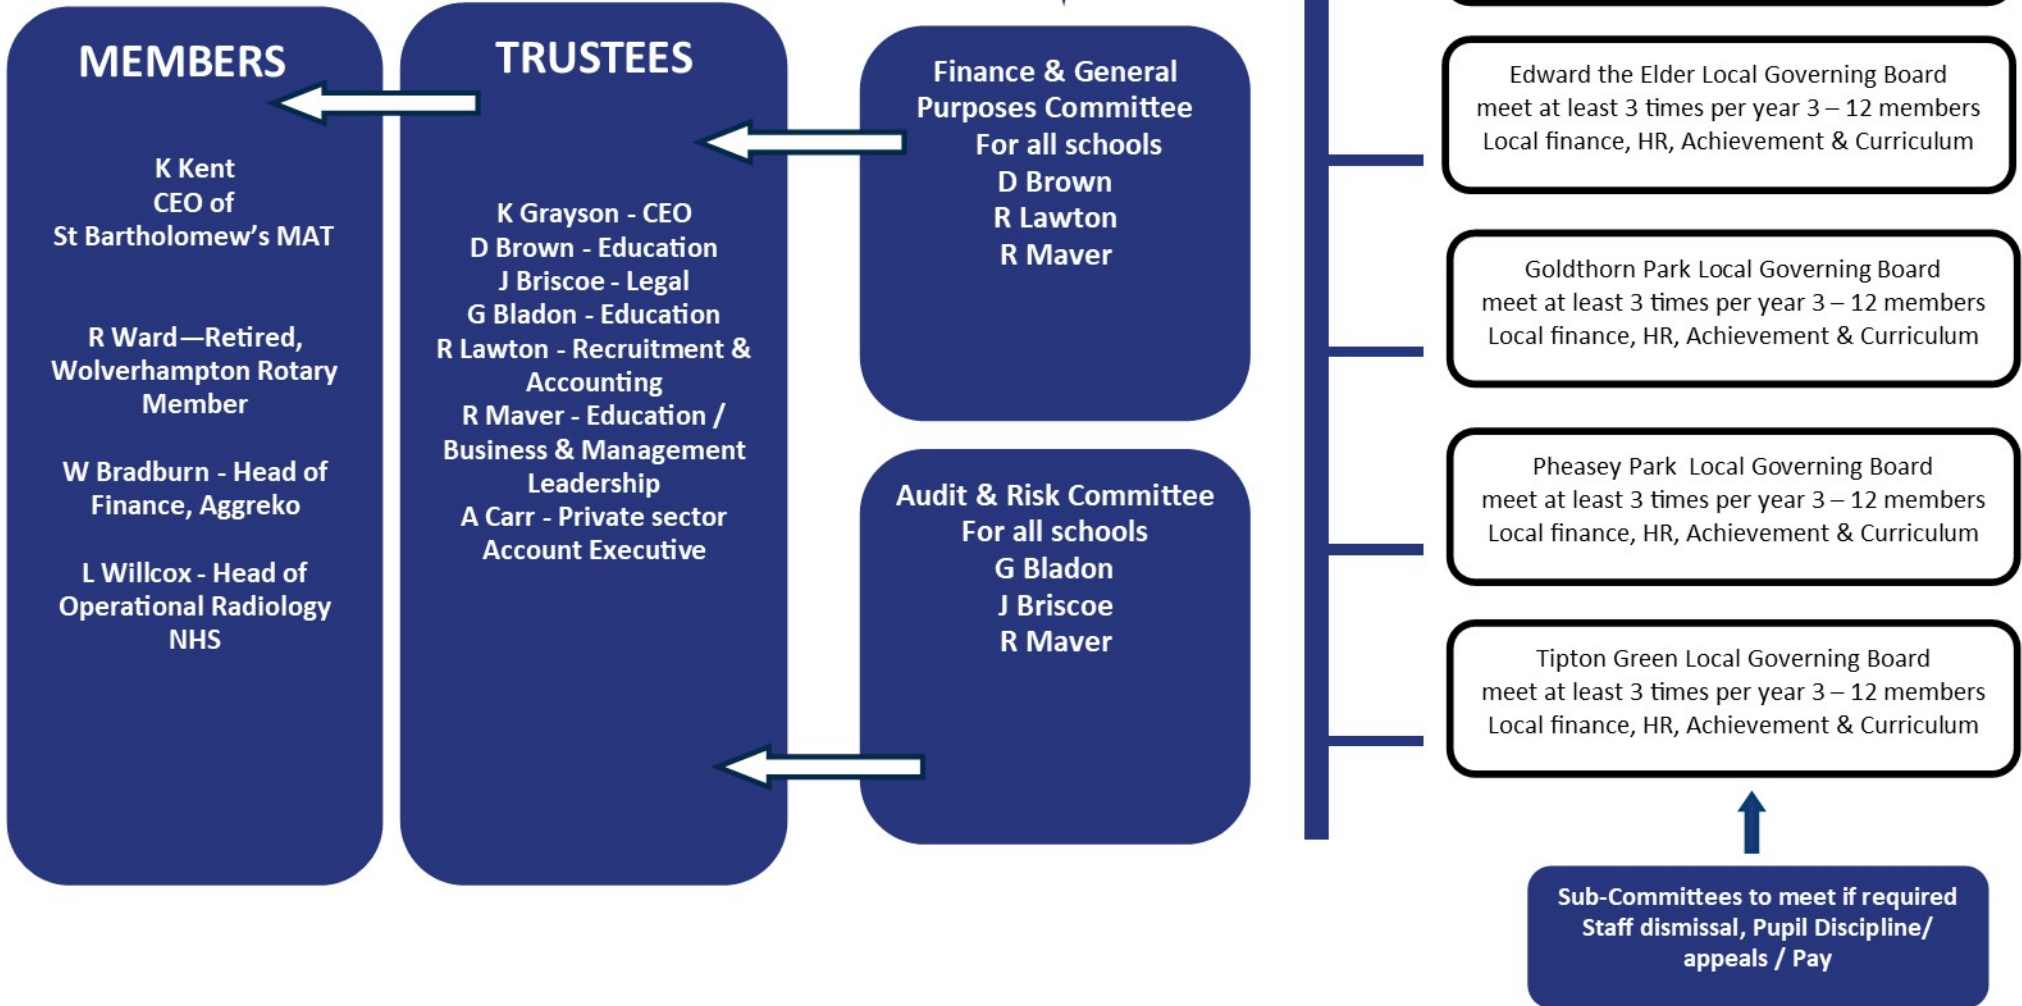 MEMBERS
K Kent
CEO of
St Bartholomew’s MAT
R Ward—Retired,
Wolverhampton Rotary
Member
W Bradburn - Head of
Finance, Aggreko
L Willcox - Head of
Operational Radiology
NHS
TRUSTEES
K Grayson - CEO
D Brown - Education
J Briscoe - Legal
G Bladon - Education
R Lawton - Recruitment &
Accounting
R Maver - Education /
Business & Management
Leadership
A Carr - Private sector
Account Executive
Finance & General
Purposes Committee
For all schools
D Brown
R Lawton
R Maver
Audit & Risk Committee
For all schools
G Bladon
J Briscoe
R Maver
Edward the Elder Local Governing Board
meet at least 3 times per year 3 – 12 members
Local finance, HR, Achievement & Curriculum
Goldthorn Park Local Governing Board
meet at least 3 times per year 3 – 12 members
Local finance, HR, Achievement & Curriculum
Pheasey Park  Local Governing Board
meet at least 3 times per year 3 – 12 members
Local finance, HR, Achievement & Curriculum
Tipton Green Local Governing Board
meet at least 3 times per year 3 – 12 members
Local finance, HR, Achievement & Curriculum
Sub-Committees to meet if required
Staff dismissal, Pupil Discipline/
appeals / Pay